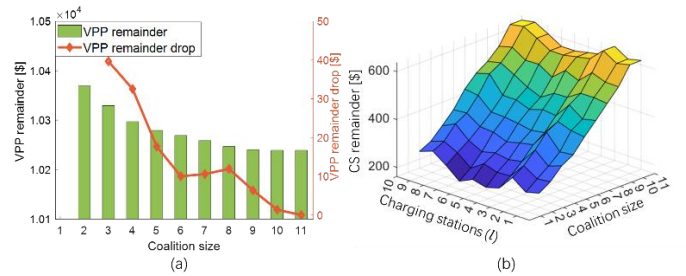 1.05 ×10⁴
50
VPP remainder
VPP remainder drop
1.04
40
1.03
30
20
1.02
10
1.01
0
VPP remainder [$]
VPP remainder drop [$]
1 2 3 4 5 6 7 8 9 10 11
Coalition size
(a)
600
400
200
CS remainder [$]
10 9 8 7 6 5 4 3 2 1
Charging stations (l)
1 2 3 4 5 6 7 8 9 10 11
Coalition size
(b)